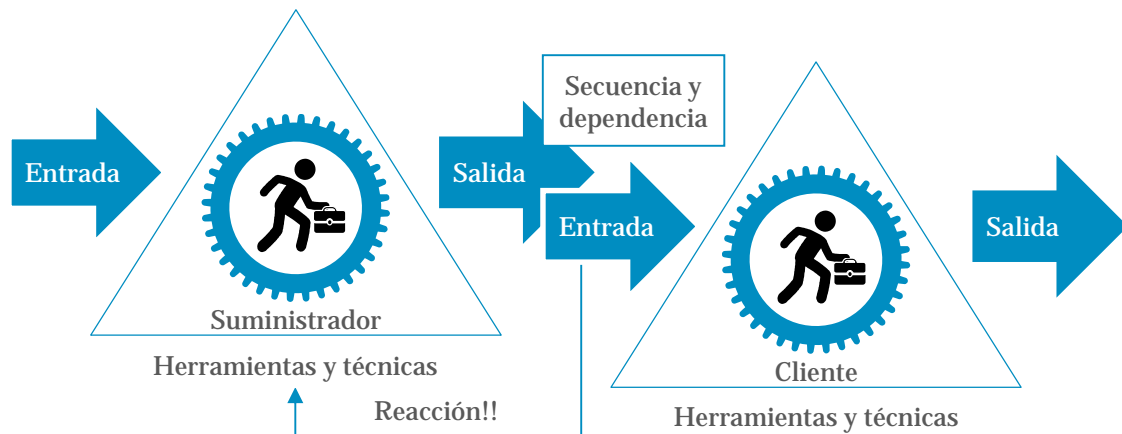 Entrada
Suministrador
Herramientas y técnicas
Salida
Secuencia y
dependencia
Entrada
Reacción!!
Cliente
Herramientas y técnicas
Salida